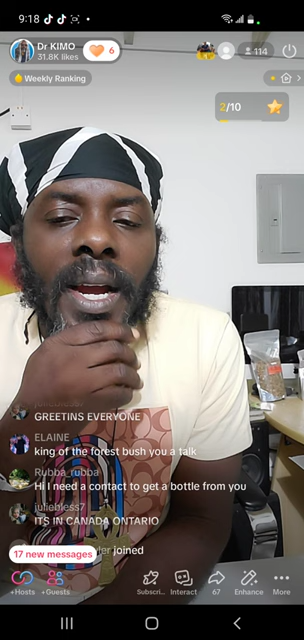 9:18
Dr KIMO
31.8K likes
6
114
Weekly Ranking
2/10
GREETINS EVERYONE
ELAINE
king of the forest bush you a talk
Rubba_rubba
Hi I need a contact to get a bottle from you
juliebless7
ITS IN CANADA ONTARIO
17 new messages
joined
+Hosts
+Guests
Subscri...
Interact
67
Enhance
More